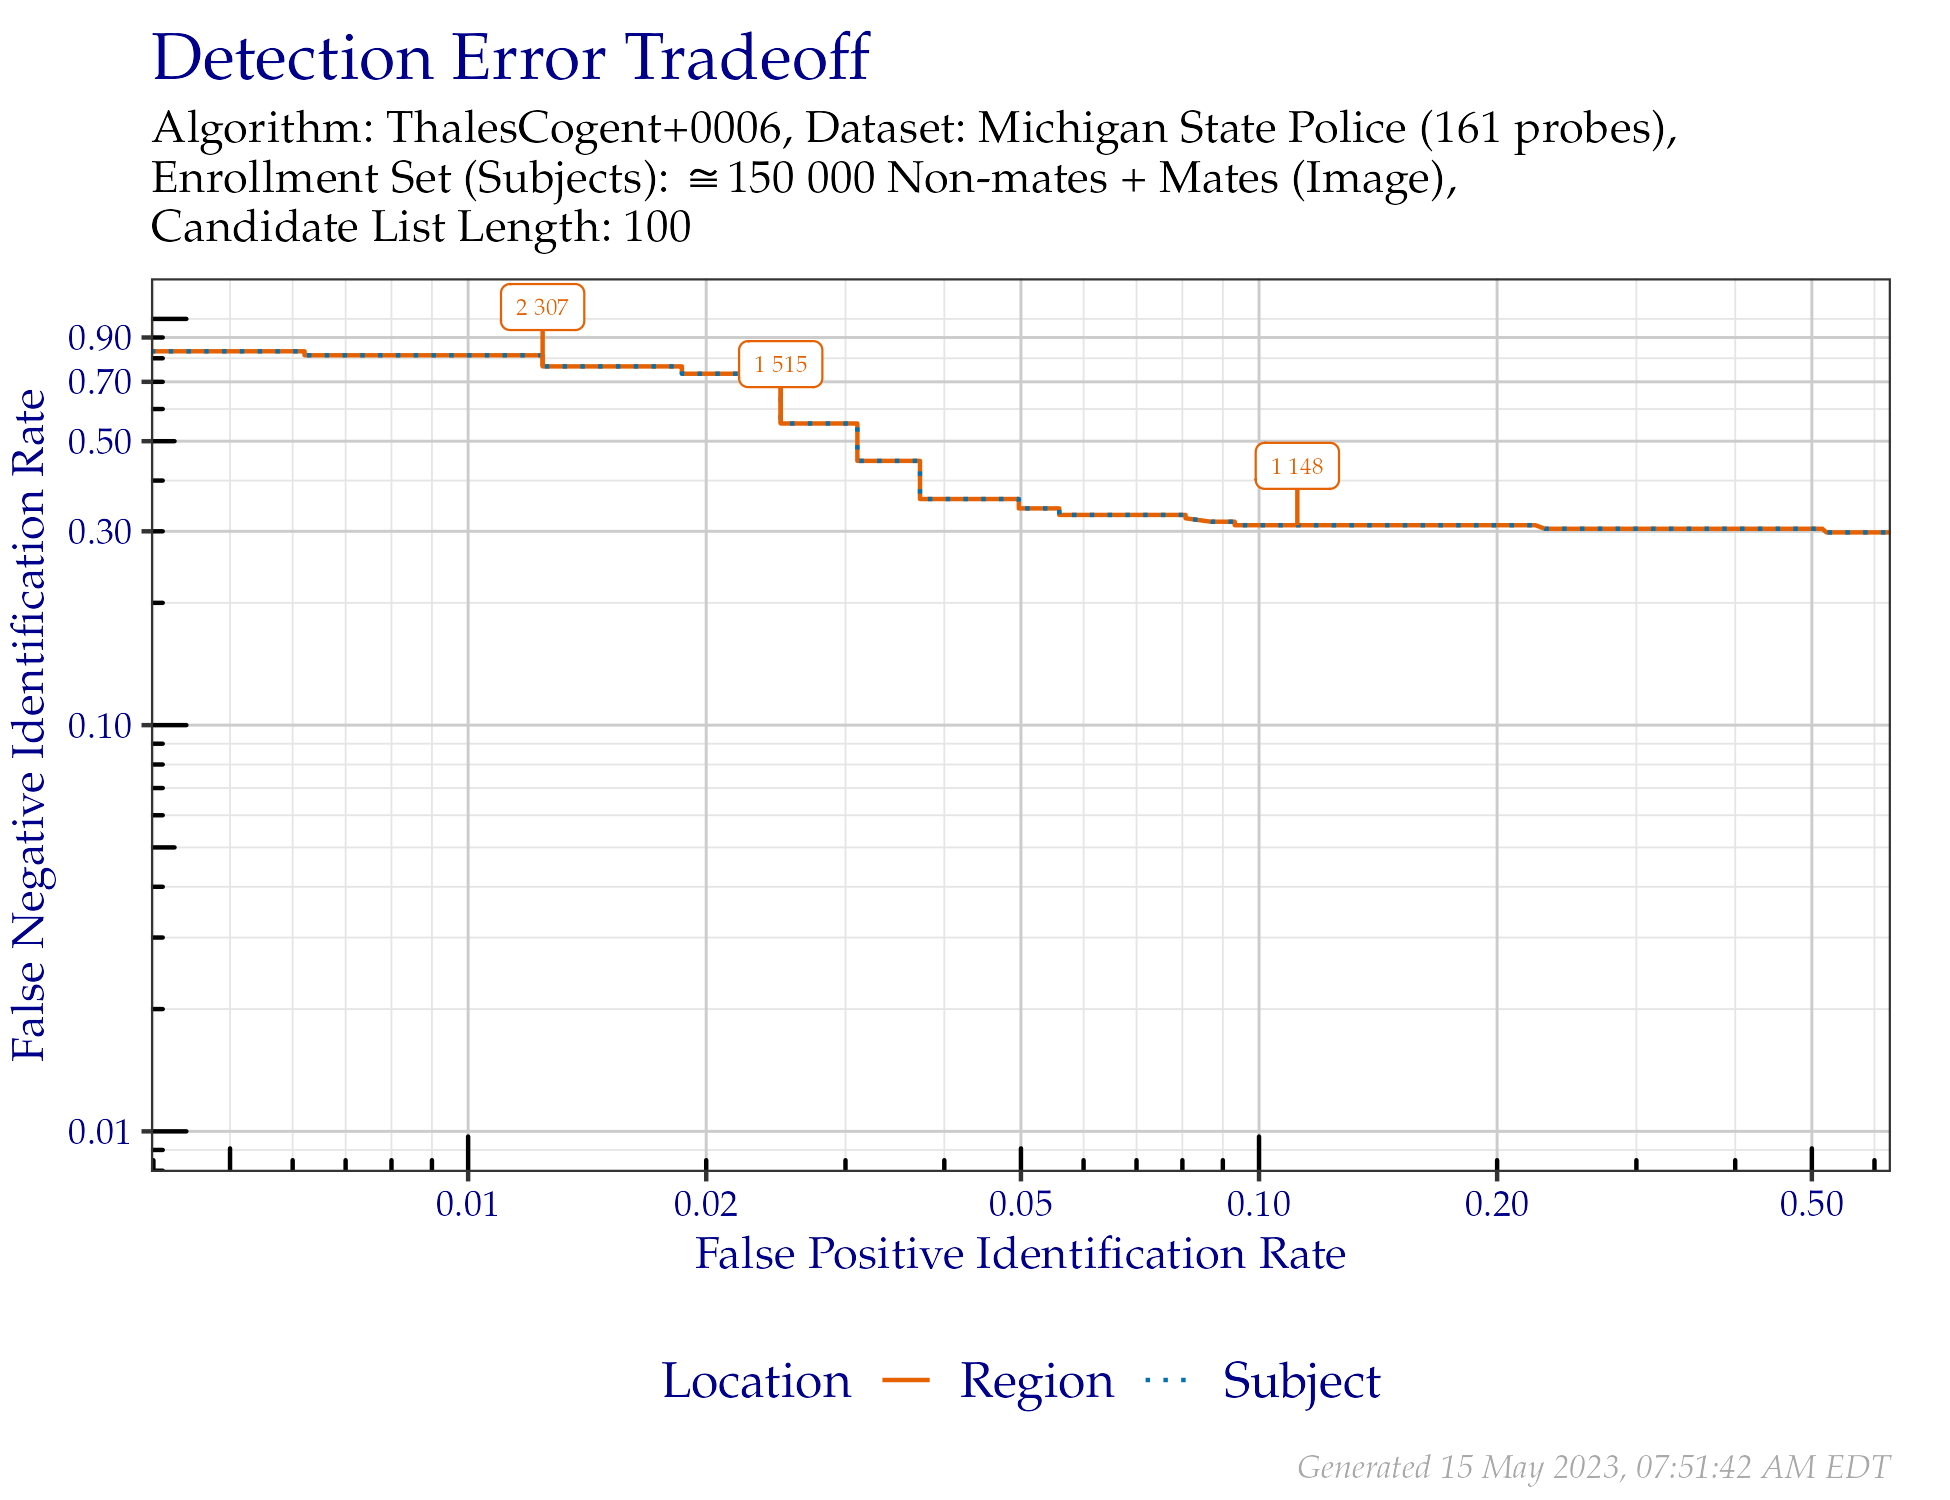 Detection Error Tradeoff
Algorithm: ThalesCogent+0006, Dataset: Michigan State Police (161 probes),
Enrollment Set (Subjects): ≅ 150 000 Non-mates + Mates (Image),
Candidate List Length: 100
2 307
1 515
1 148
0.90
0.70
0.50
0.30
0.10
0.01
False Negative Identification Rate
0.01 0.02 0.05 0.10 0.20 0.50
False Positive Identification Rate
Location Region Subject
Generated 15 May 2023, 07:51:42 AM EDT